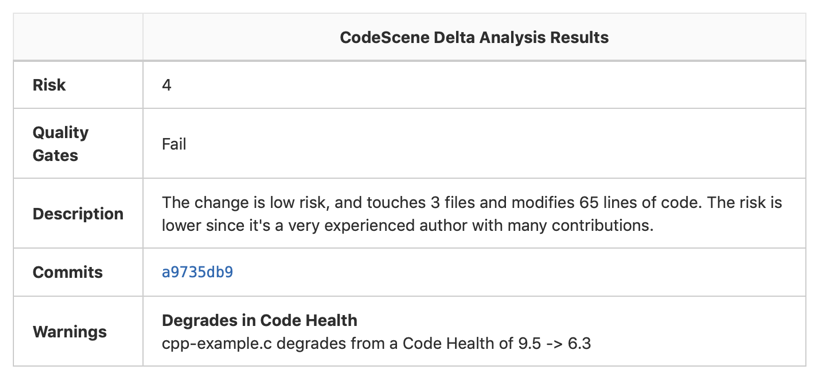 CodeScene Delta Analysis Results
Risk
4
Quality
Gates
Fail
Description
The change is low risk, and touches 3 files and modifies 65 lines of code. The risk is
lower since it's a very experienced author with many contributions.
Commits
a9735db9
Warnings
Degrades in Code Health
cpp-example.c degrades from a Code Health of 9.5 -> 6.3